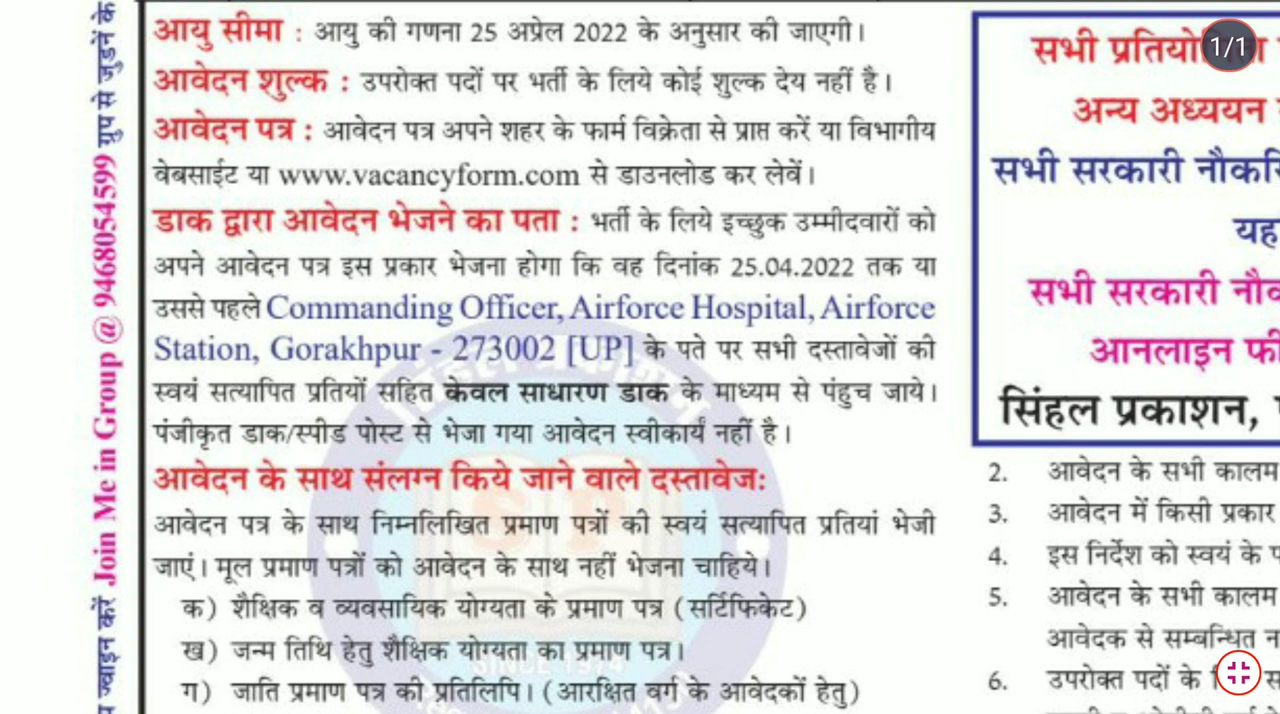 आयु सीमा : आयु की गणना 25 अप्रेल 2022 के अनुसार की जाएगी।
आवेदन शुल्क : उपरोक्त पदों पर भर्ती के लिये कोई शुल्क देय नहीं है।
आवेदन पत्र : आवेदन पत्र अपने शहर के फार्म विक्रेता से प्राप्त करें या विभागीय
वेबसाईट या www.vacancyform.com से डाउनलोड कर लेवें।
डाक द्वारा आवेदन भेजने का पता : भर्ती के लिये इच्छुक उम्मीदवारों को
अपने आवेदन पत्र इस प्रकार भेजना होगा कि वह दिनांक 25.04.2022 तक या
उससे पहले Commanding Officer, Airforce Hospital, Airforce
Station, Gorakhpur - 273002 [UP] के पते पर सभी दस्तावेजों की
स्वयं सत्यापित प्रतियों सहित केवल साधारण डाक के माध्यम से पंहुच जाये।
पंजीकृत डाक/स्पीड पोस्ट से भेजा गया आवेदन स्वीकार्य नहीं है।
आवेदन के साथ संलग्न किये जाने वाले दस्तावेज:
आवेदन पत्र के साथ निम्नलिखित प्रमाण पत्रों की स्वयं सत्यापित प्रतियां भेजी
जाएं। मूल प्रमाण पत्रों को आवेदन के साथ नहीं भेजना चाहिये।
क) शैक्षिक व व्यवसायिक योग्यता के प्रमाण पत्र (सर्टिफिकेट)
ख) जन्म तिथि हेतु शैक्षिक योग्यता का प्रमाण पत्र।
ग) जाति प्रमाण पत्र की प्रतिलिपि। (आरक्षित वर्ग के आवेदकों हेतु)
SINCE 1974
ज्वाइन करें Join Me in Group @ 9468054599 ग्रुप से जुडनें के
1/1
सभी
अन्य अध्ययन
सभी सरकारी
यह
सभी सरकारी
आनलाइन
सिंहल प्रकाशन,
2. आवेदन के सभी कालम
3. आवेदन में किसी प्रकार
4. इस निर्देश को स्वयं के
5. आवेदन के सभी कालम
आवेदक से सम्बन्धित
6. उपरोक्त पदों के